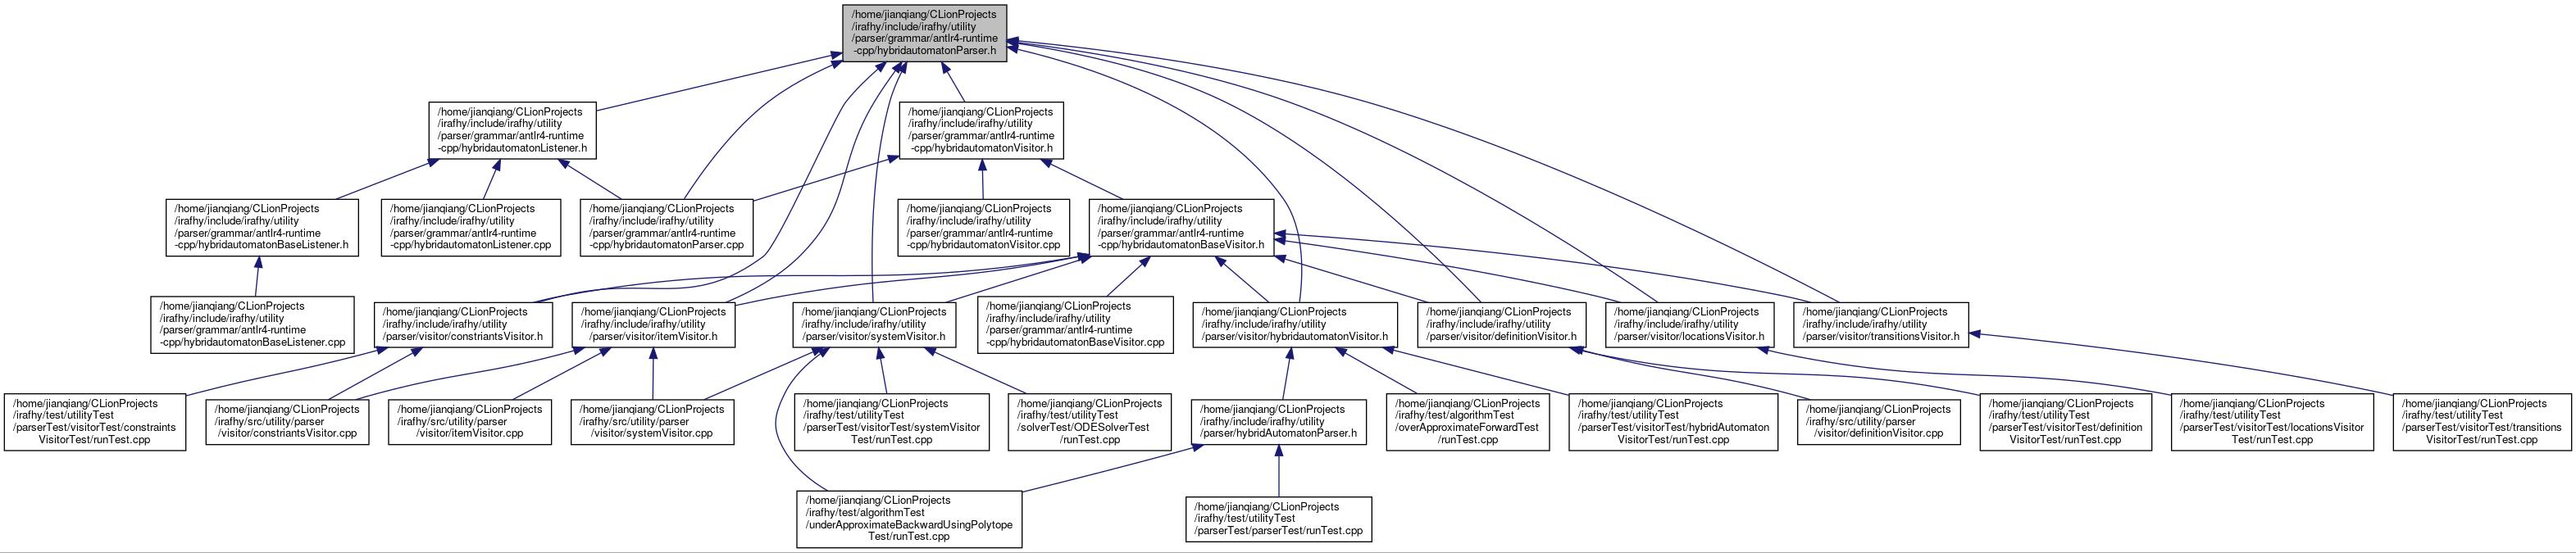 /home/jianqiang/CLionProjects
/irafhy/include/irafhy/utility
/parser/grammar/antlr4-runtime
-cpp/hybridautomatonParser.h
/home/jianqiang/CLionProjects
/irafhy/include/irafhy/utility
/parser/grammar/antlr4-runtime
-cpp/hybridautomatonListener.h
/home/jianqiang/CLionProjects
/irafhy/include/irafhy/utility
/parser/grammar/antlr4-runtime
-cpp/hybridautomatonVisitor.h
/home/jianqiang/CLionProjects
/irafhy/include/irafhy/utility
/parser/grammar/antlr4-runtime
-cpp/hybridautomatonBaseListener.h
/home/jianqiang/CLionProjects
/irafhy/include/irafhy/utility
/parser/grammar/antlr4-runtime
-cpp/hybridautomatonListener.cpp
/home/jianqiang/CLionProjects
/irafhy/include/irafhy/utility
/parser/grammar/antlr4-runtime
-cpp/hybridautomatonParser.cpp
/home/jianqiang/CLionProjects
/irafhy/include/irafhy/utility
/parser/grammar/antlr4-runtime
-cpp/hybridautomatonVisitor.cpp
/home/jianqiang/CLionProjects
/irafhy/include/irafhy/utility
/parser/grammar/antlr4-runtime
-cpp/hybridautomatonBaseVisitor.h
/home/jianqiang/CLionProjects
/irafhy/include/irafhy/utility
/parser/grammar/antlr4-runtime
-cpp/hybridautomatonBaseListener.cpp
/home/jianqiang/CLionProjects
/irafhy/include/irafhy/utility
/parser/visitor/constriantsVisitor.h
/home/jianqiang/CLionProjects
/irafhy/include/irafhy/utility
/parser/visitor/itemVisitor.h
/home/jianqiang/CLionProjects
/irafhy/include/irafhy/utility
/parser/visitor/systemVisitor.h
/home/jianqiang/CLionProjects
/irafhy/include/irafhy/utility
/parser/grammar/antlr4-runtime
-cpp/hybridautomatonBaseVisitor.cpp
/home/jianqiang/CLionProjects
/irafhy/include/irafhy/utility
/parser/visitor/hybridautomatonVisitor.h
/home/jianqiang/CLionProjects
/irafhy/include/irafhy/utility
/parser/visitor/definitionVisitor.h
/home/jianqiang/CLionProjects
/irafhy/include/irafhy/utility
/parser/visitor/locationsVisitor.h
/home/jianqiang/CLionProjects
/irafhy/include/irafhy/utility
/parser/visitor/transitionsVisitor.h
/home/jianqiang/CLionProjects
/irafhy/test/utilityTest
/parserTest/visitorTest/constraints
VisitorTest/runTest.cpp
/home/jianqiang/CLionProjects
/irafhy/src/utility/parser
/visitor/constriantsVisitor.cpp
/home/jianqiang/CLionProjects
/irafhy/src/utility/parser
/visitor/itemVisitor.cpp
/home/jianqiang/CLionProjects
/irafhy/src/utility/parser
/visitor/systemVisitor.cpp
/home/jianqiang/CLionProjects
/irafhy/test/utilityTest
/parserTest/visitorTest/systemVisitor
Test/runTest.cpp
/home/jianqiang/CLionProjects
/irafhy/test/utilityTest
/solverTest/ODESolverTest
/runTest.cpp
/home/jianqiang/CLionProjects
/irafhy/include/irafhy/utility
/parser/hybridAutomatonParser.h
/home/jianqiang/CLionProjects
/irafhy/test/algorithmTest
/overApproximateForwardTest
/runTest.cpp
/home/jianqiang/CLionProjects
/irafhy/test/utilityTest
/parserTest/visitorTest/hybridAutomaton
VisitorTest/runTest.cpp
/home/jianqiang/CLionProjects
/irafhy/src/utility/parser
/visitor/definitionVisitor.cpp
/home/jianqiang/CLionProjects
/irafhy/test/utilityTest
/parserTest/visitorTest/definition
VisitorTest/runTest.cpp
/home/jianqiang/CLionProjects
/irafhy/test/utilityTest
/parserTest/visitorTest/locationsVisitor
Test/runTest.cpp
/home/jianqiang/CLionProjects
/irafhy/test/utilityTest
/parserTest/visitorTest/transitions
VisitorTest/runTest.cpp
/home/jianqiang/CLionProjects
/irafhy/test/algorithmTest
/underApproximateBackwardUsingPolytope
Test/runTest.cpp
/home/jianqiang/CLionProjects
/irafhy/test/utilityTest
/parserTest/parserTest/runTest.cpp